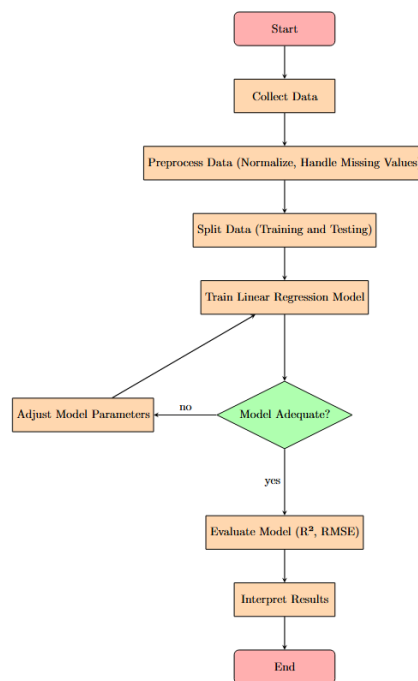 Start
Collect Data
Preprocess Data (Normalize, Handle Missing Values
Split Data (Training and Testing)
Train Linear Regression Model
Model Adequate?
no
Adjust Model Parameters
yes
Evaluate Model (R², RMSE)
Interpret Results
End